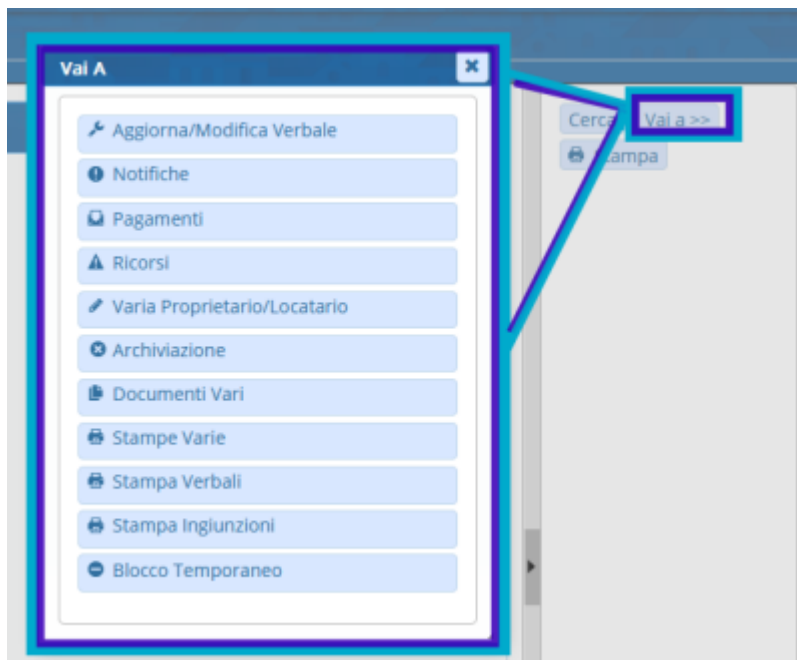 Vai A
Aggiorna/Modifica Verbale
Notifiche
Pagamenti
Ricorsi
Varia Proprietario/Locatario
Archiviazione
Documenti Vari
Stampe Varie
Stampa Verbali
Stampa Ingiunzioni
Blocco Temporaneo
Cerca Vai a >>
Stampa